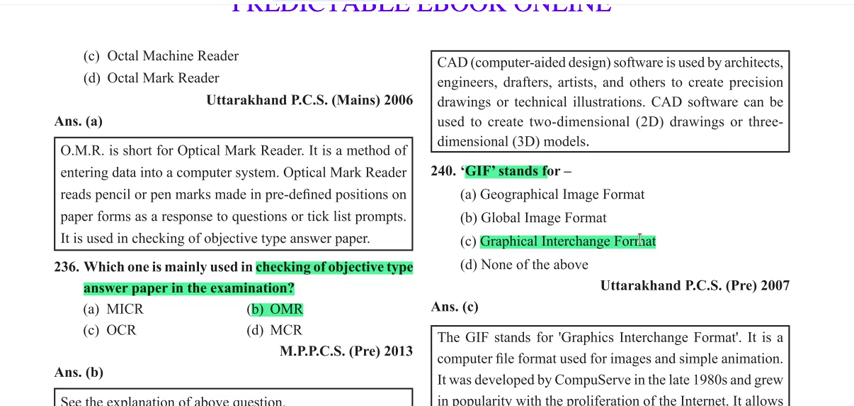 PREDICTABLE EBOOK ONLINE
(c) Octal Machine Reader
(d) Octal Mark Reader
Uttarakhand P.C.S. (Mains) 2006
Ans. (a)
O.M.R. is short for Optical Mark Reader. It is a method of
entering data into a computer system. Optical Mark Reader
reads pencil or pen marks made in pre-defined positions on
paper forms as a response to questions or tick list prompts.
It is used in checking of objective type answer paper.
236. Which one is mainly used in checking of objective type
answer paper in the examination?
(a) MICR (b) OMR
(c) OCR (d) MCR
M.P.P.C.S. (Pre) 2013
Ans. (b)
See the explanation of above question.
CAD (computer-aided design) software is used by architects,
engineers, drafters, artists, and others to create precision
drawings or technical illustrations. CAD software can be
used to create two-dimensional (2D) drawings or three-
dimensional (3D) models.
240. ‘GIF’ stands for –
(a) Geographical Image Format
(b) Global Image Format
(c) Graphical Interchange Format
(d) None of the above
Uttarakhand P.C.S. (Pre) 2007
Ans. (c)
The GIF stands for 'Graphics Interchange Format'. It is a
computer file format used for images and simple animation.
It was developed by CompuServe in the late 1980s and grew
in popularity with the proliferation of the Internet. It allows